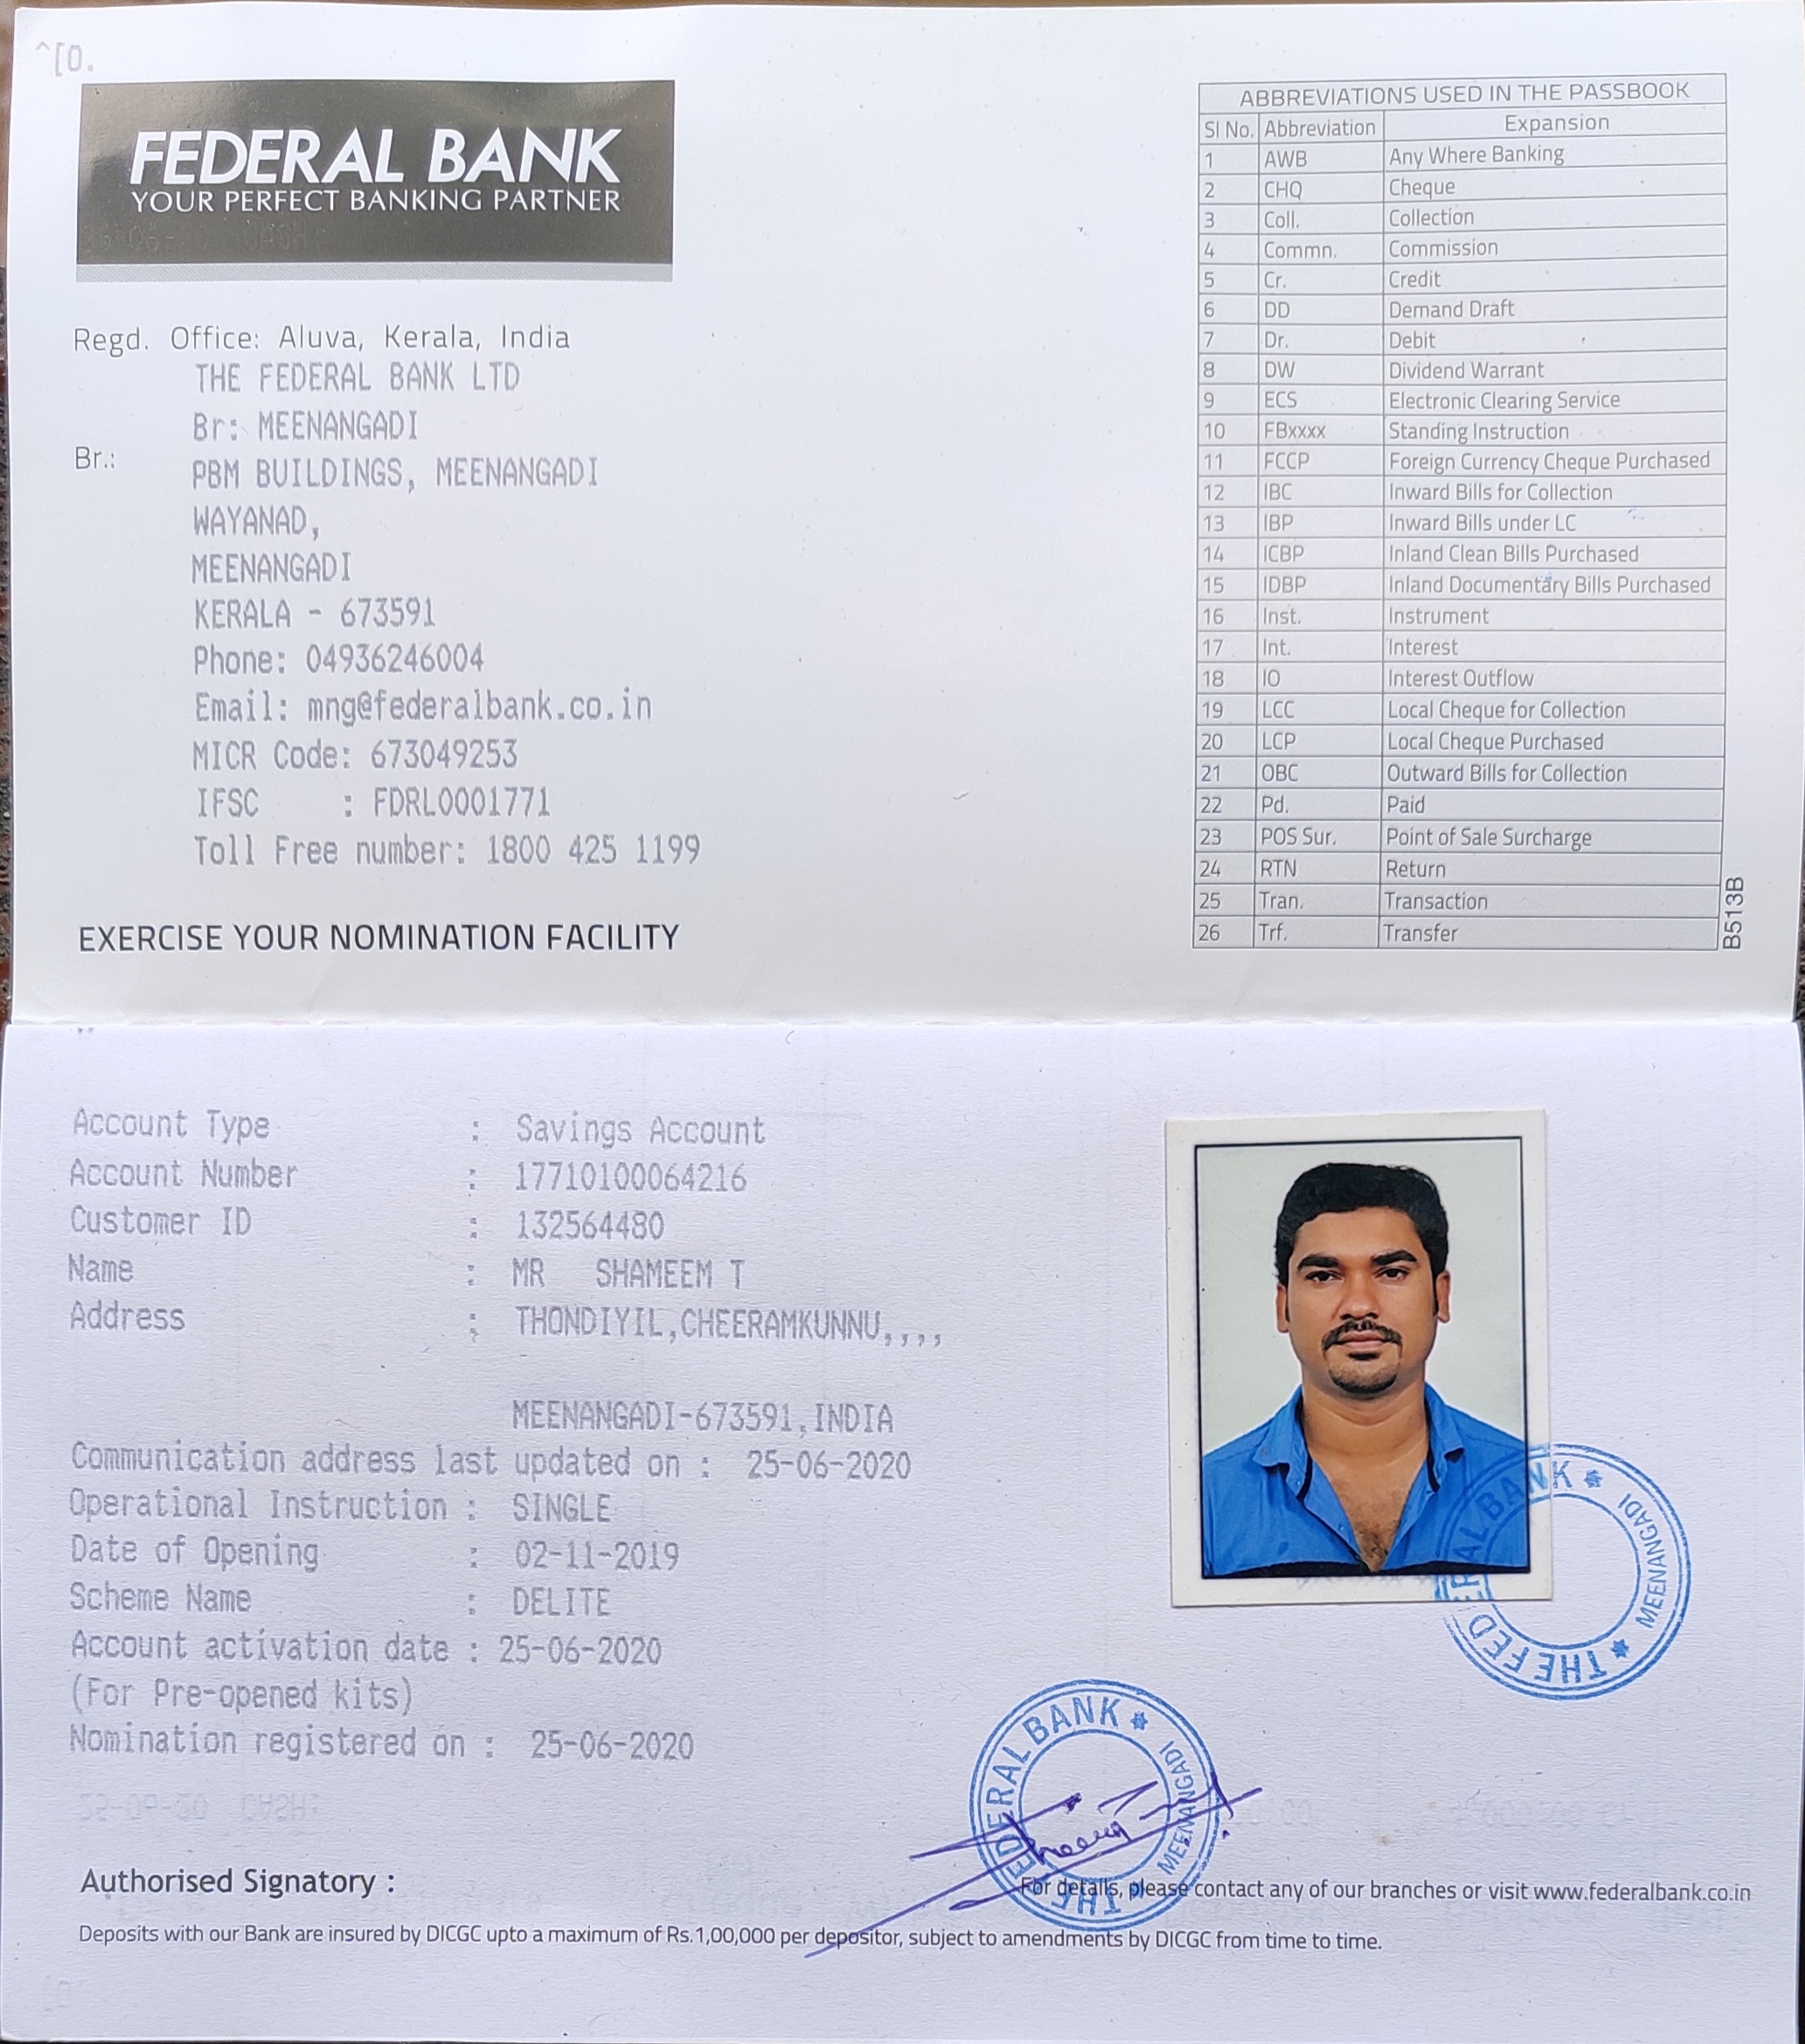 ^[0.
FEDERAL BANK
YOUR PERFECT BANKING PARTNER
Regd. Office: Aluva, Kerala, India
THE FEDERAL BANK LTD
Br: MEENANGADI
Br.:
PBM BUILDINGS, MEENANGADI
WAYANAD,
MEENANGADI
KERALA - 673591
Phone: 04936246004
Email: mng@federalbank.co.in
MICR Code: 673049253
IFSC : FDRL0001771
Toll Free number: 1800 425 1199
EXERCISE YOUR NOMINATION FACILITY
ABBREVIATIONS USED IN THE PASSBOOK
Sl No. Abbreviation Expansion
1 AWB Any Where Banking
2 CHQ Cheque
3 Coll. Collection
4 Commn. Commission
5 Cr. Credit
6 DD Demand Draft
7 Dr. Debit
8 DW Dividend Warrant
9 ECS Electronic Clearing Service
10 FBxxxx Standing Instruction
11 FCCP Foreign Currency Cheque Purchased
12 IBC Inward Bills for Collection
13 IBP Inward Bills under LC
14 ICBP Inland Clean Bills Purchased
15 IDBP Inland Documentary Bills Purchased
16 Inst. Instrument
17 Int. Interest
18 IO Interest Outflow
19 LCC Local Cheque for Collection
20 LCP Local Cheque Purchased
21 OBC Outward Bills for Collection
22 Pd. Paid
23 POS Sur. Point of Sale Surcharge
24 RTN Return
25 Tran. Transaction
26 Trf. Transfer
B513B
Account Type : Savings Account
Account Number : 17710100064216
Customer ID : 132564480
Name : MR SHAMEEM T
Address : THONDIYIL,CHEERAMKUNNU,,,,
MEENANGADI-673591,INDIA
Communication address last updated on : 25-06-2020
Operational Instruction : SINGLE
Date of Opening : 02-11-2019
Scheme Name : DELITE
Account activation date : 25-06-2020
(For Pre-opened kits)
Nomination registered on : 25-06-2020
THE FEDERAL BANK * MEENANGADI *
THE FEDERAL BANK * MEENANGADI *
Authorised Signatory :
For details, please contact any of our branches or visit www.federalbank.co.in
Deposits with our Bank are insured by DICGC upto a maximum of Rs.1,00,000 per depositor, subject to amendments by DICGC from time to time.